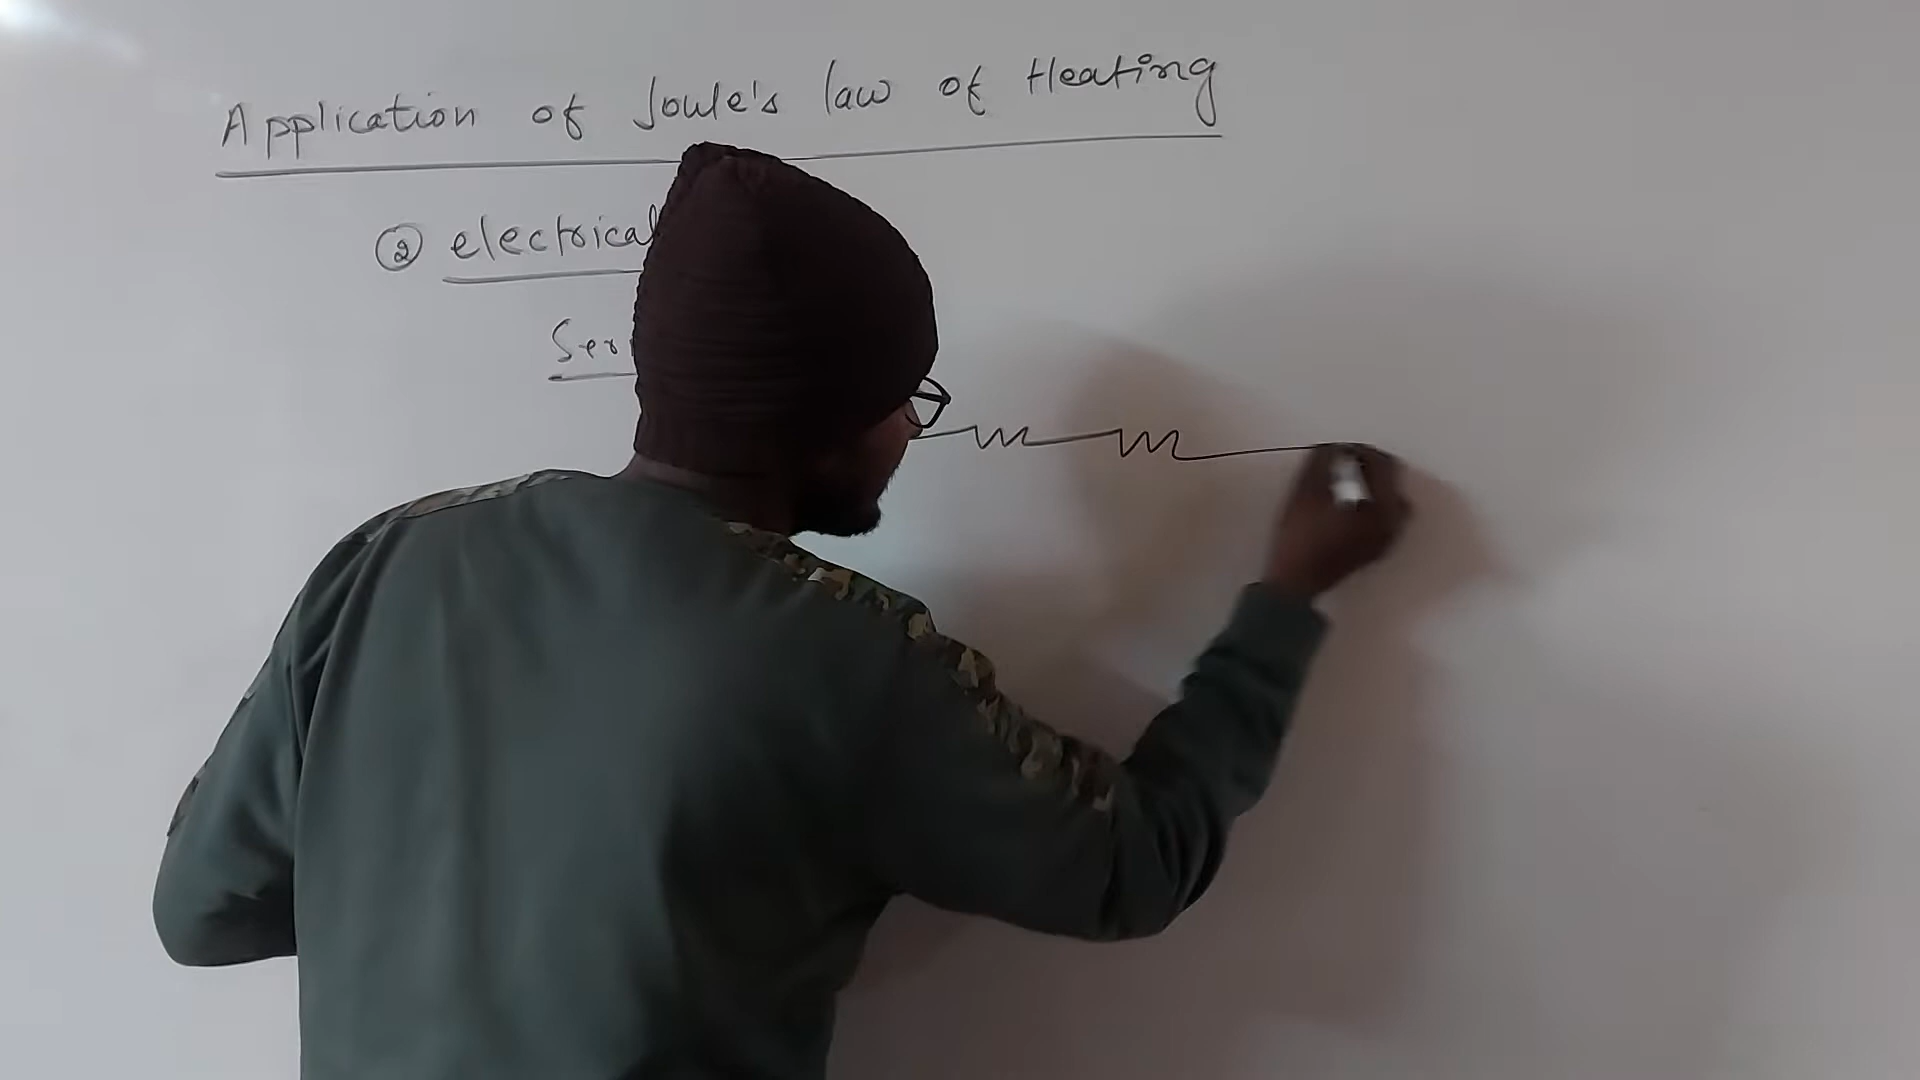 Application of Joule's law of Heating
② electrical